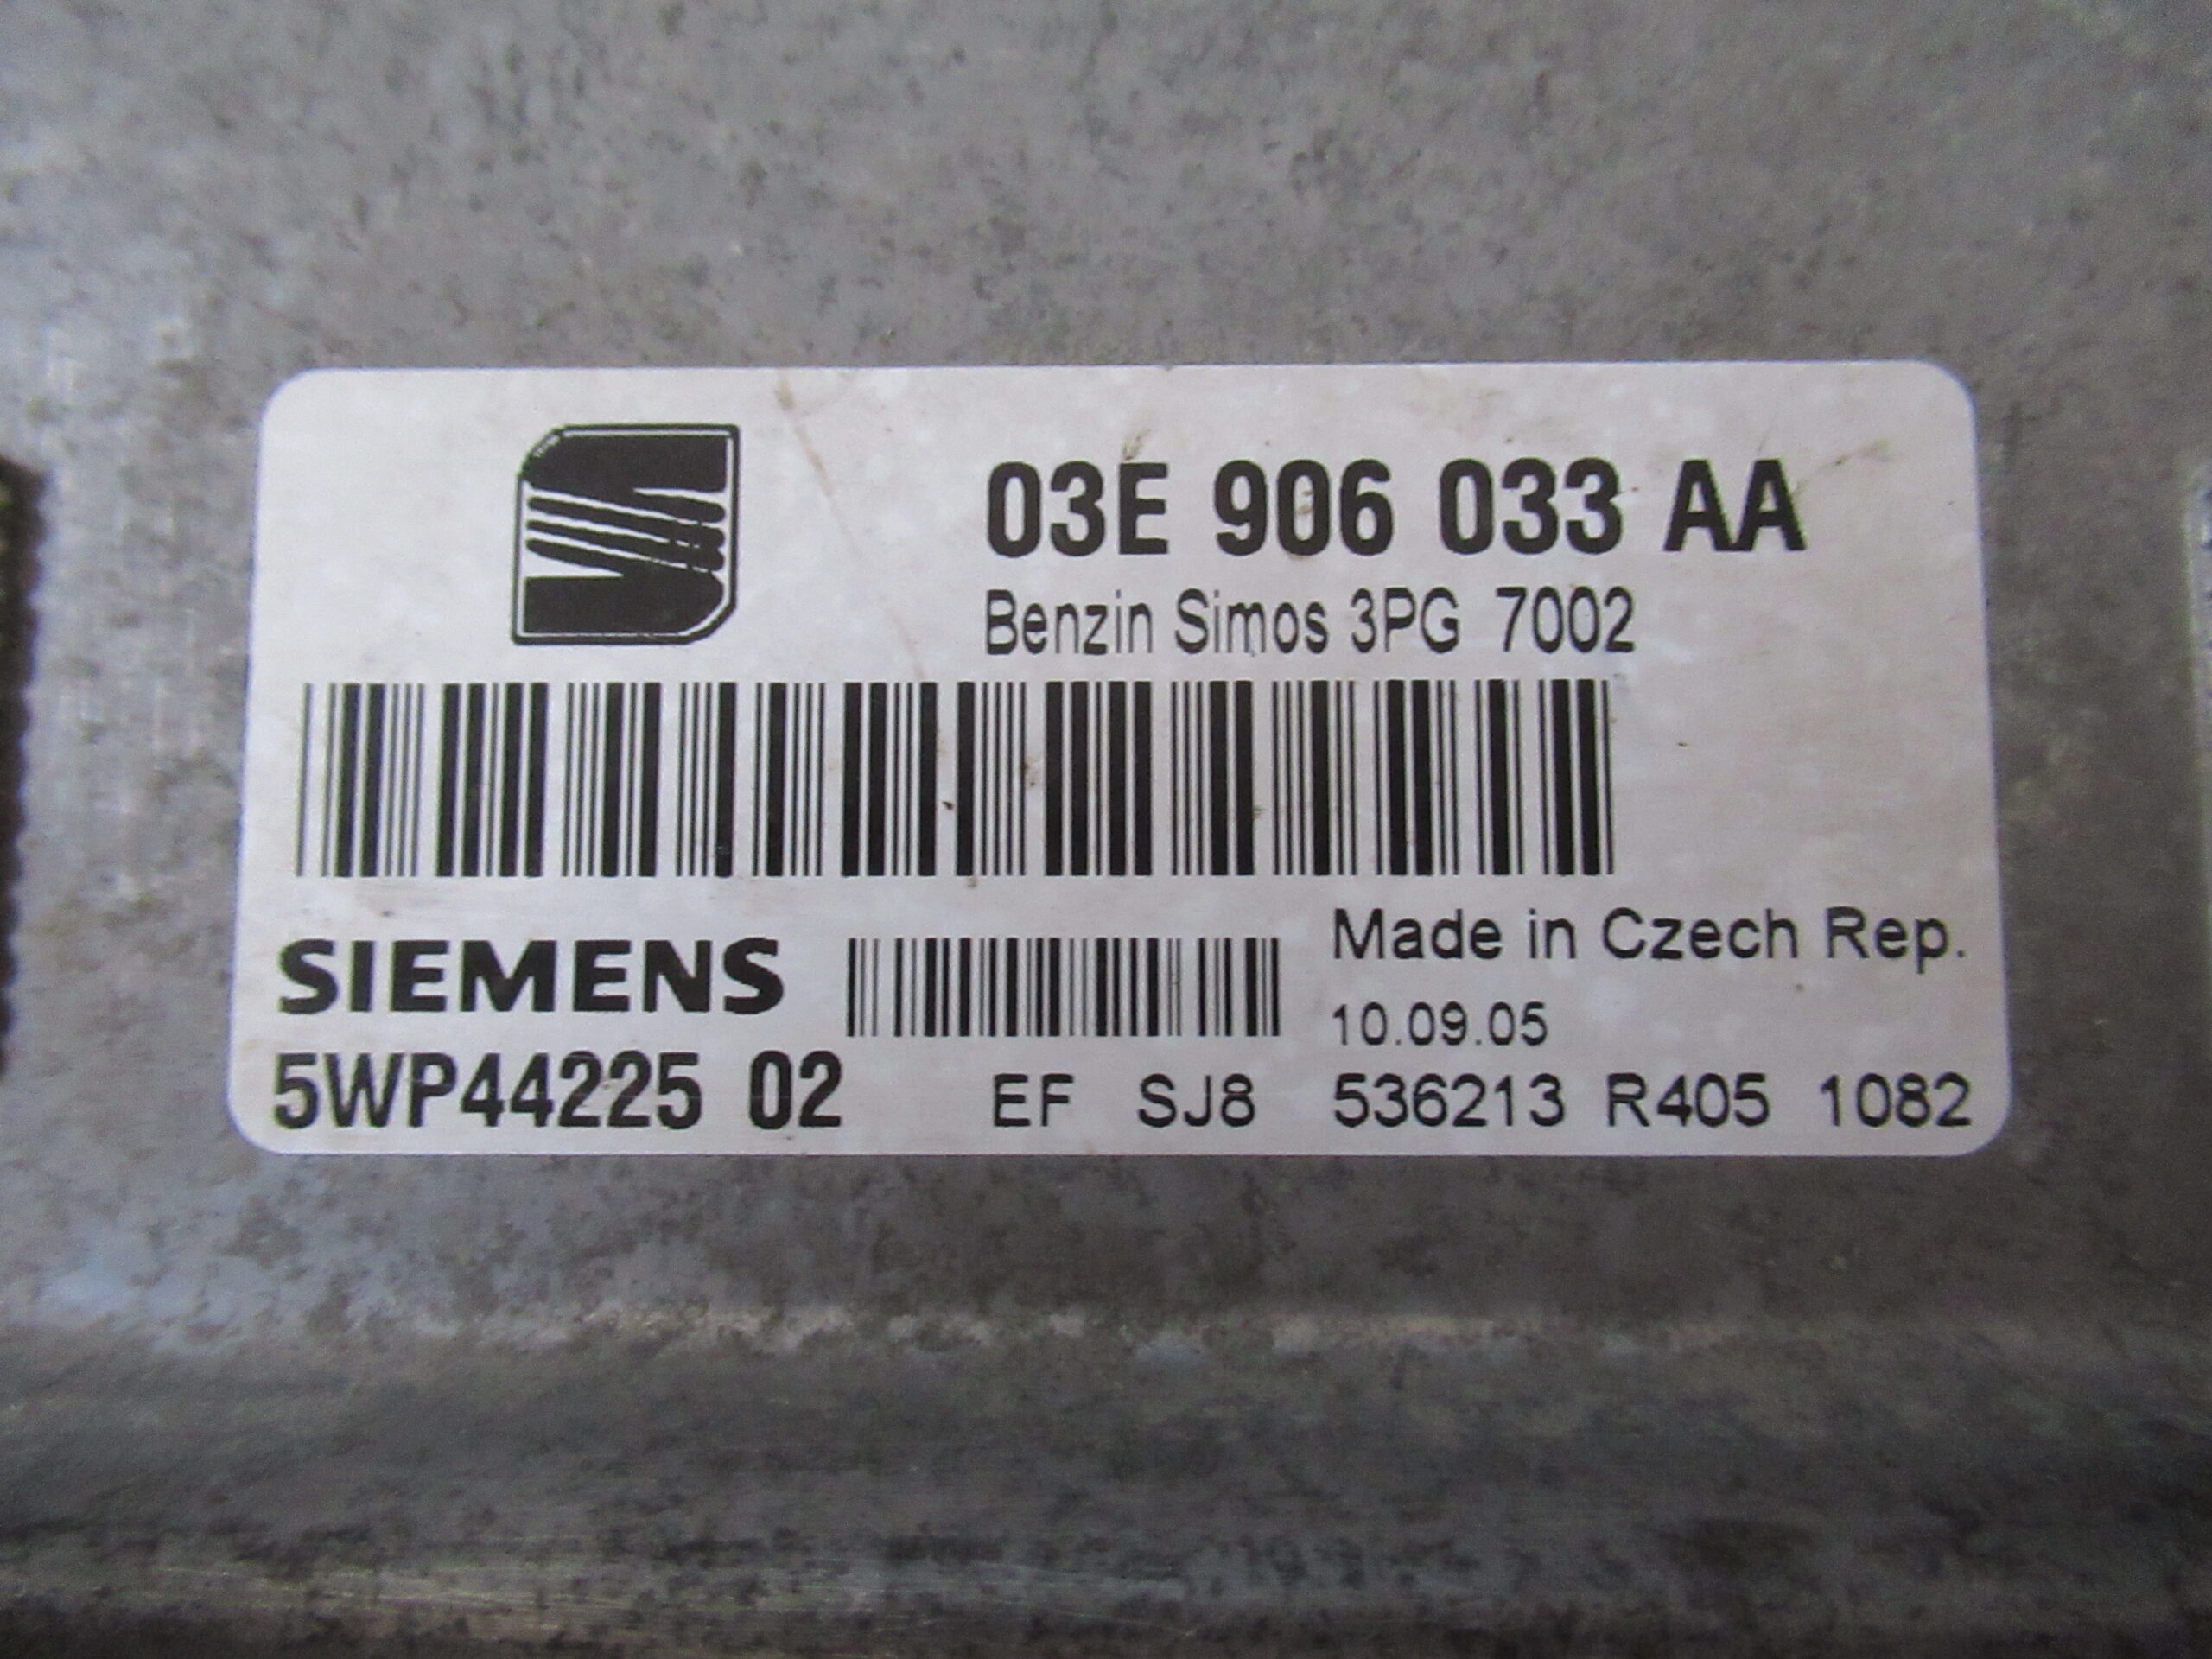 03E 906 033 AA
Benzin Simos 3PG 7002
SIEMENS
Made in Czech Rep.
10.09.05
5WP44225 02 EF SJ8 536213 R405 1082